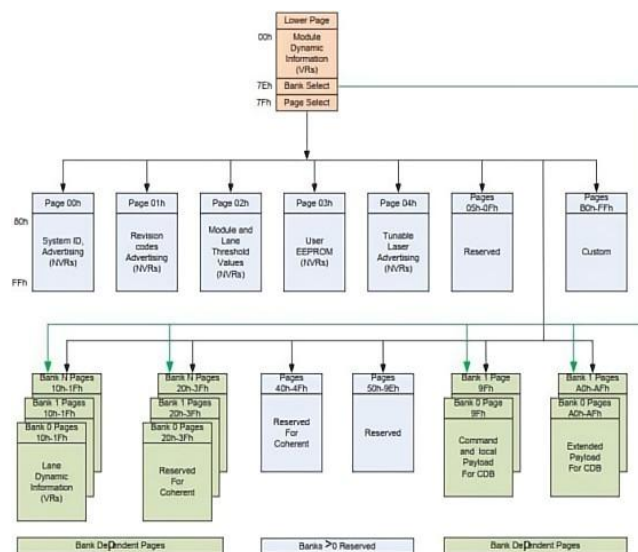 Lower Page
00h
Module
Dynamic
Information
(VRs)
7Eh
Bank Select
7Fh
Page Select
Page 00h
Page 01h
Page 02h
Page 03h
Page 04h
Pages
05h-0Fh
Pages
B0h-FFh
80h
System ID,
Advertising
(NVRs)
Revision
codes
Advertising
(NVRs)
Module and
Lane
Threshold
Values
(NVRs)
User
EEPROM
(NVRs)
Tunable
Laser
Advertising
(NVRs)
Reserved
Custom
FFh
Bank N Pages
10h-1Fh
Bank 1 Pages
10h-1Fh
Bank 0 Pages
10h-1Fh
Lane
Dynamic
Information
(VRs)
Bank N Pages
20h-3Fh
Bank 1 Pages
20h-3Fh
Bank 0 Pages
20h-3Fh
Reserved
For
Coherent
Pages
40h-4Fh
Reserved
For
Coherent
Pages
50h-9Eh
Reserved
Bank 1 Page
9Fh
Bank 0 Page
9Fh
Command
and local
Payload
For CDB
Bank 1 Pages
A0h-AFh
Bank 0 Pages
A0h-AFh
Extended
Payload
For CDB
Bank Dependent Pages
Banks >0 Reserved
Bank Dependent Pages